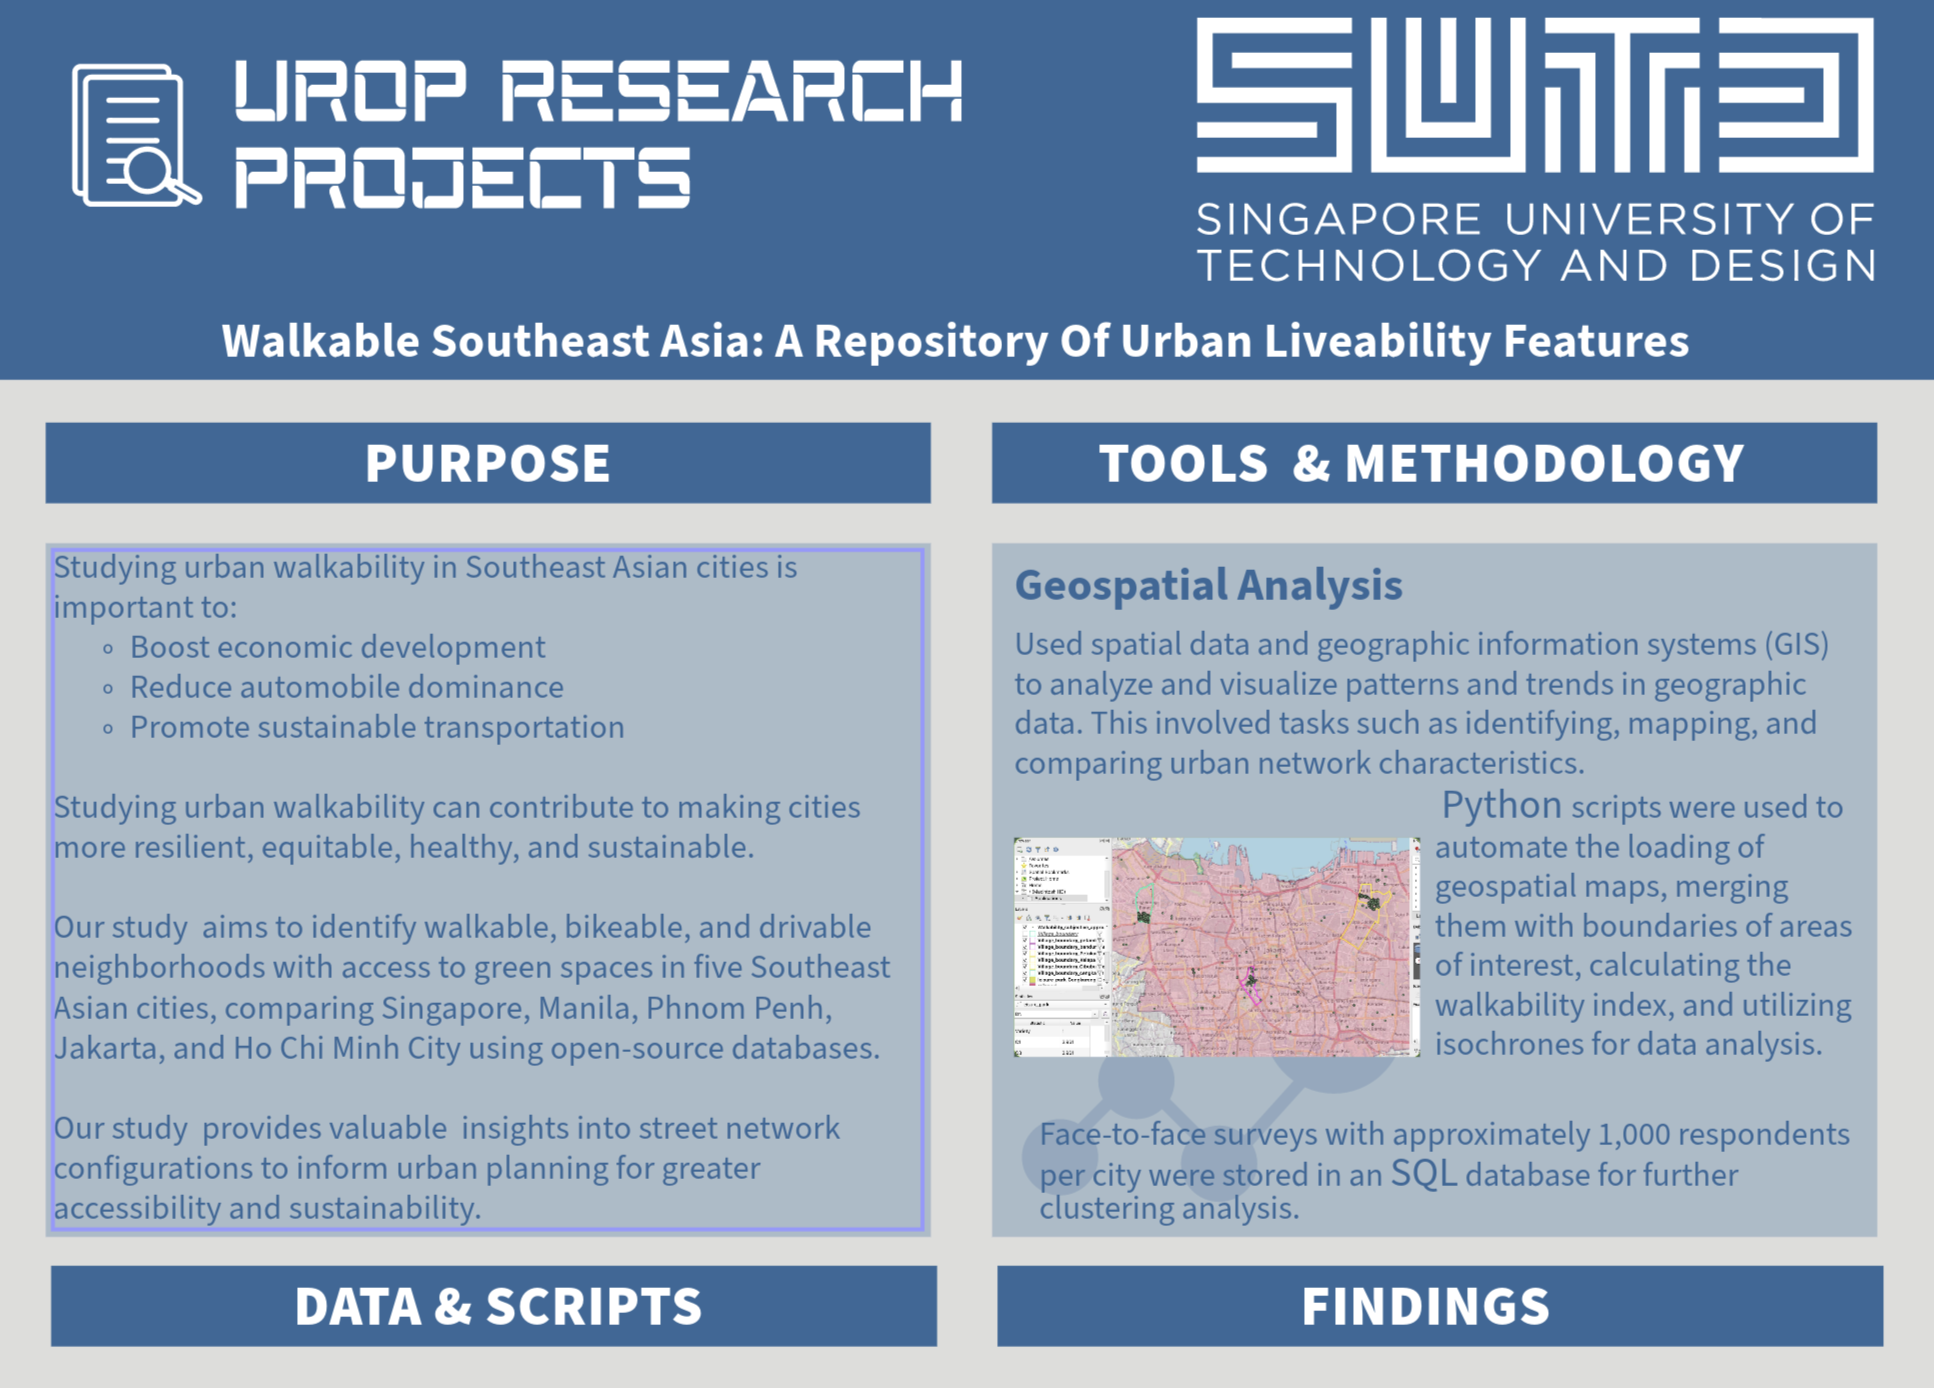 UROP RESEARCH
PROJECTS
SUTD
SINGAPORE UNIVERSITY OF
TECHNOLOGY AND DESIGN
Walkable Southeast Asia: A Repository Of Urban Liveability Features
PURPOSE
Studying urban walkability in Southeast Asian cities is
important to:
◦ Boost economic development
◦ Reduce automobile dominance
◦ Promote sustainable transportation
Studying urban walkability can contribute to making cities
more resilient, equitable, healthy, and sustainable.
Our study aims to identify walkable, bikeable, and drivable
neighborhoods with access to green spaces in five Southeast
Asian cities, comparing Singapore, Manila, Phnom Penh,
Jakarta, and Ho Chi Minh City using open-source databases.
Our study provides valuable insights into street network
configurations to inform urban planning for greater
accessibility and sustainability.
TOOLS & METHODOLOGY
Geospatial Analysis
Used spatial data and geographic information systems (GIS)
to analyze and visualize patterns and trends in geographic
data. This involved tasks such as identifying, mapping, and
comparing urban network characteristics.
Python scripts were used to
automate the loading of
geospatial maps, merging
them with boundaries of areas
of interest, calculating the
walkability index, and utilizing
isochrones for data analysis.
Face-to-face surveys with approximately 1,000 respondents
per city were stored in an SQL database for further
clustering analysis.
DATA & SCRIPTS
FINDINGS